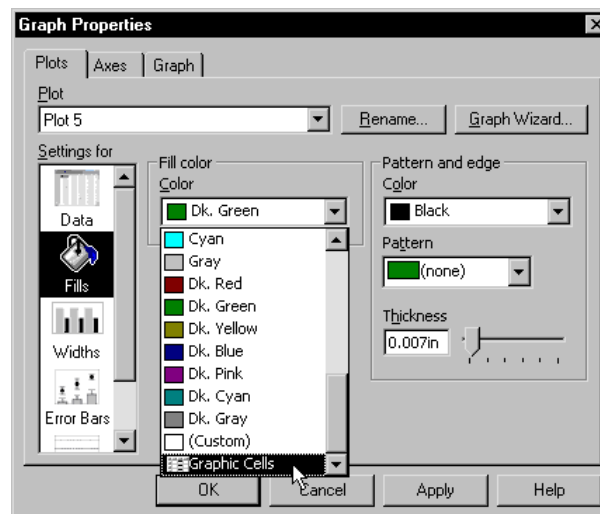 Graph Properties
Plots
Axes
Graph
Plot
Plot 5
Rename...
Graph Wizard...
Settings for
Data
Fills
Widths
Error Bars
Fill color
Color
Dk. Green
Cyan
Gray
Dk. Red
Dk. Green
Dk. Yellow
Dk. Blue
Dk. Pink
Dk. Cyan
Dk. Gray
(Custom)
Graphic Cells
Pattern and edge
Color
Black
Pattern
(none)
Thickness
0.007in
OK
Cancel
Apply
Help